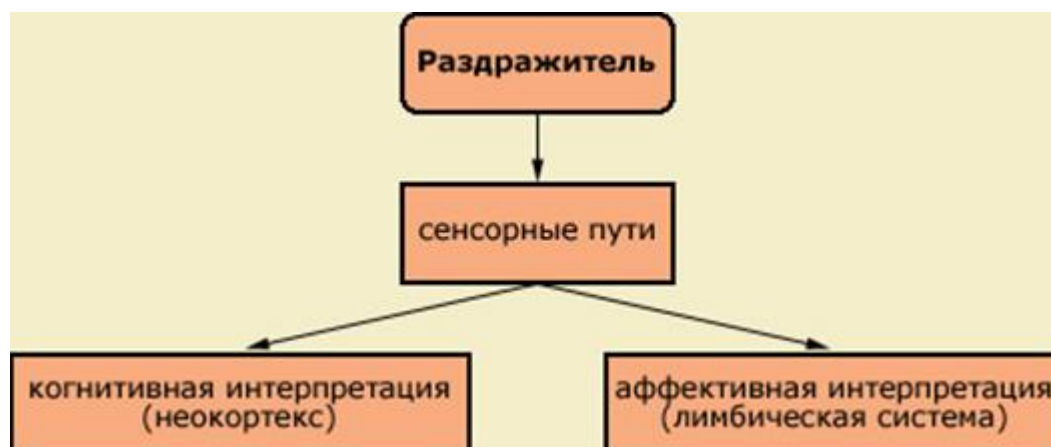 Раздражитель
сенсорные пути
когнитивная интерпретация
(неокортекс)
аффективная интерпретация
(лимбическая система)